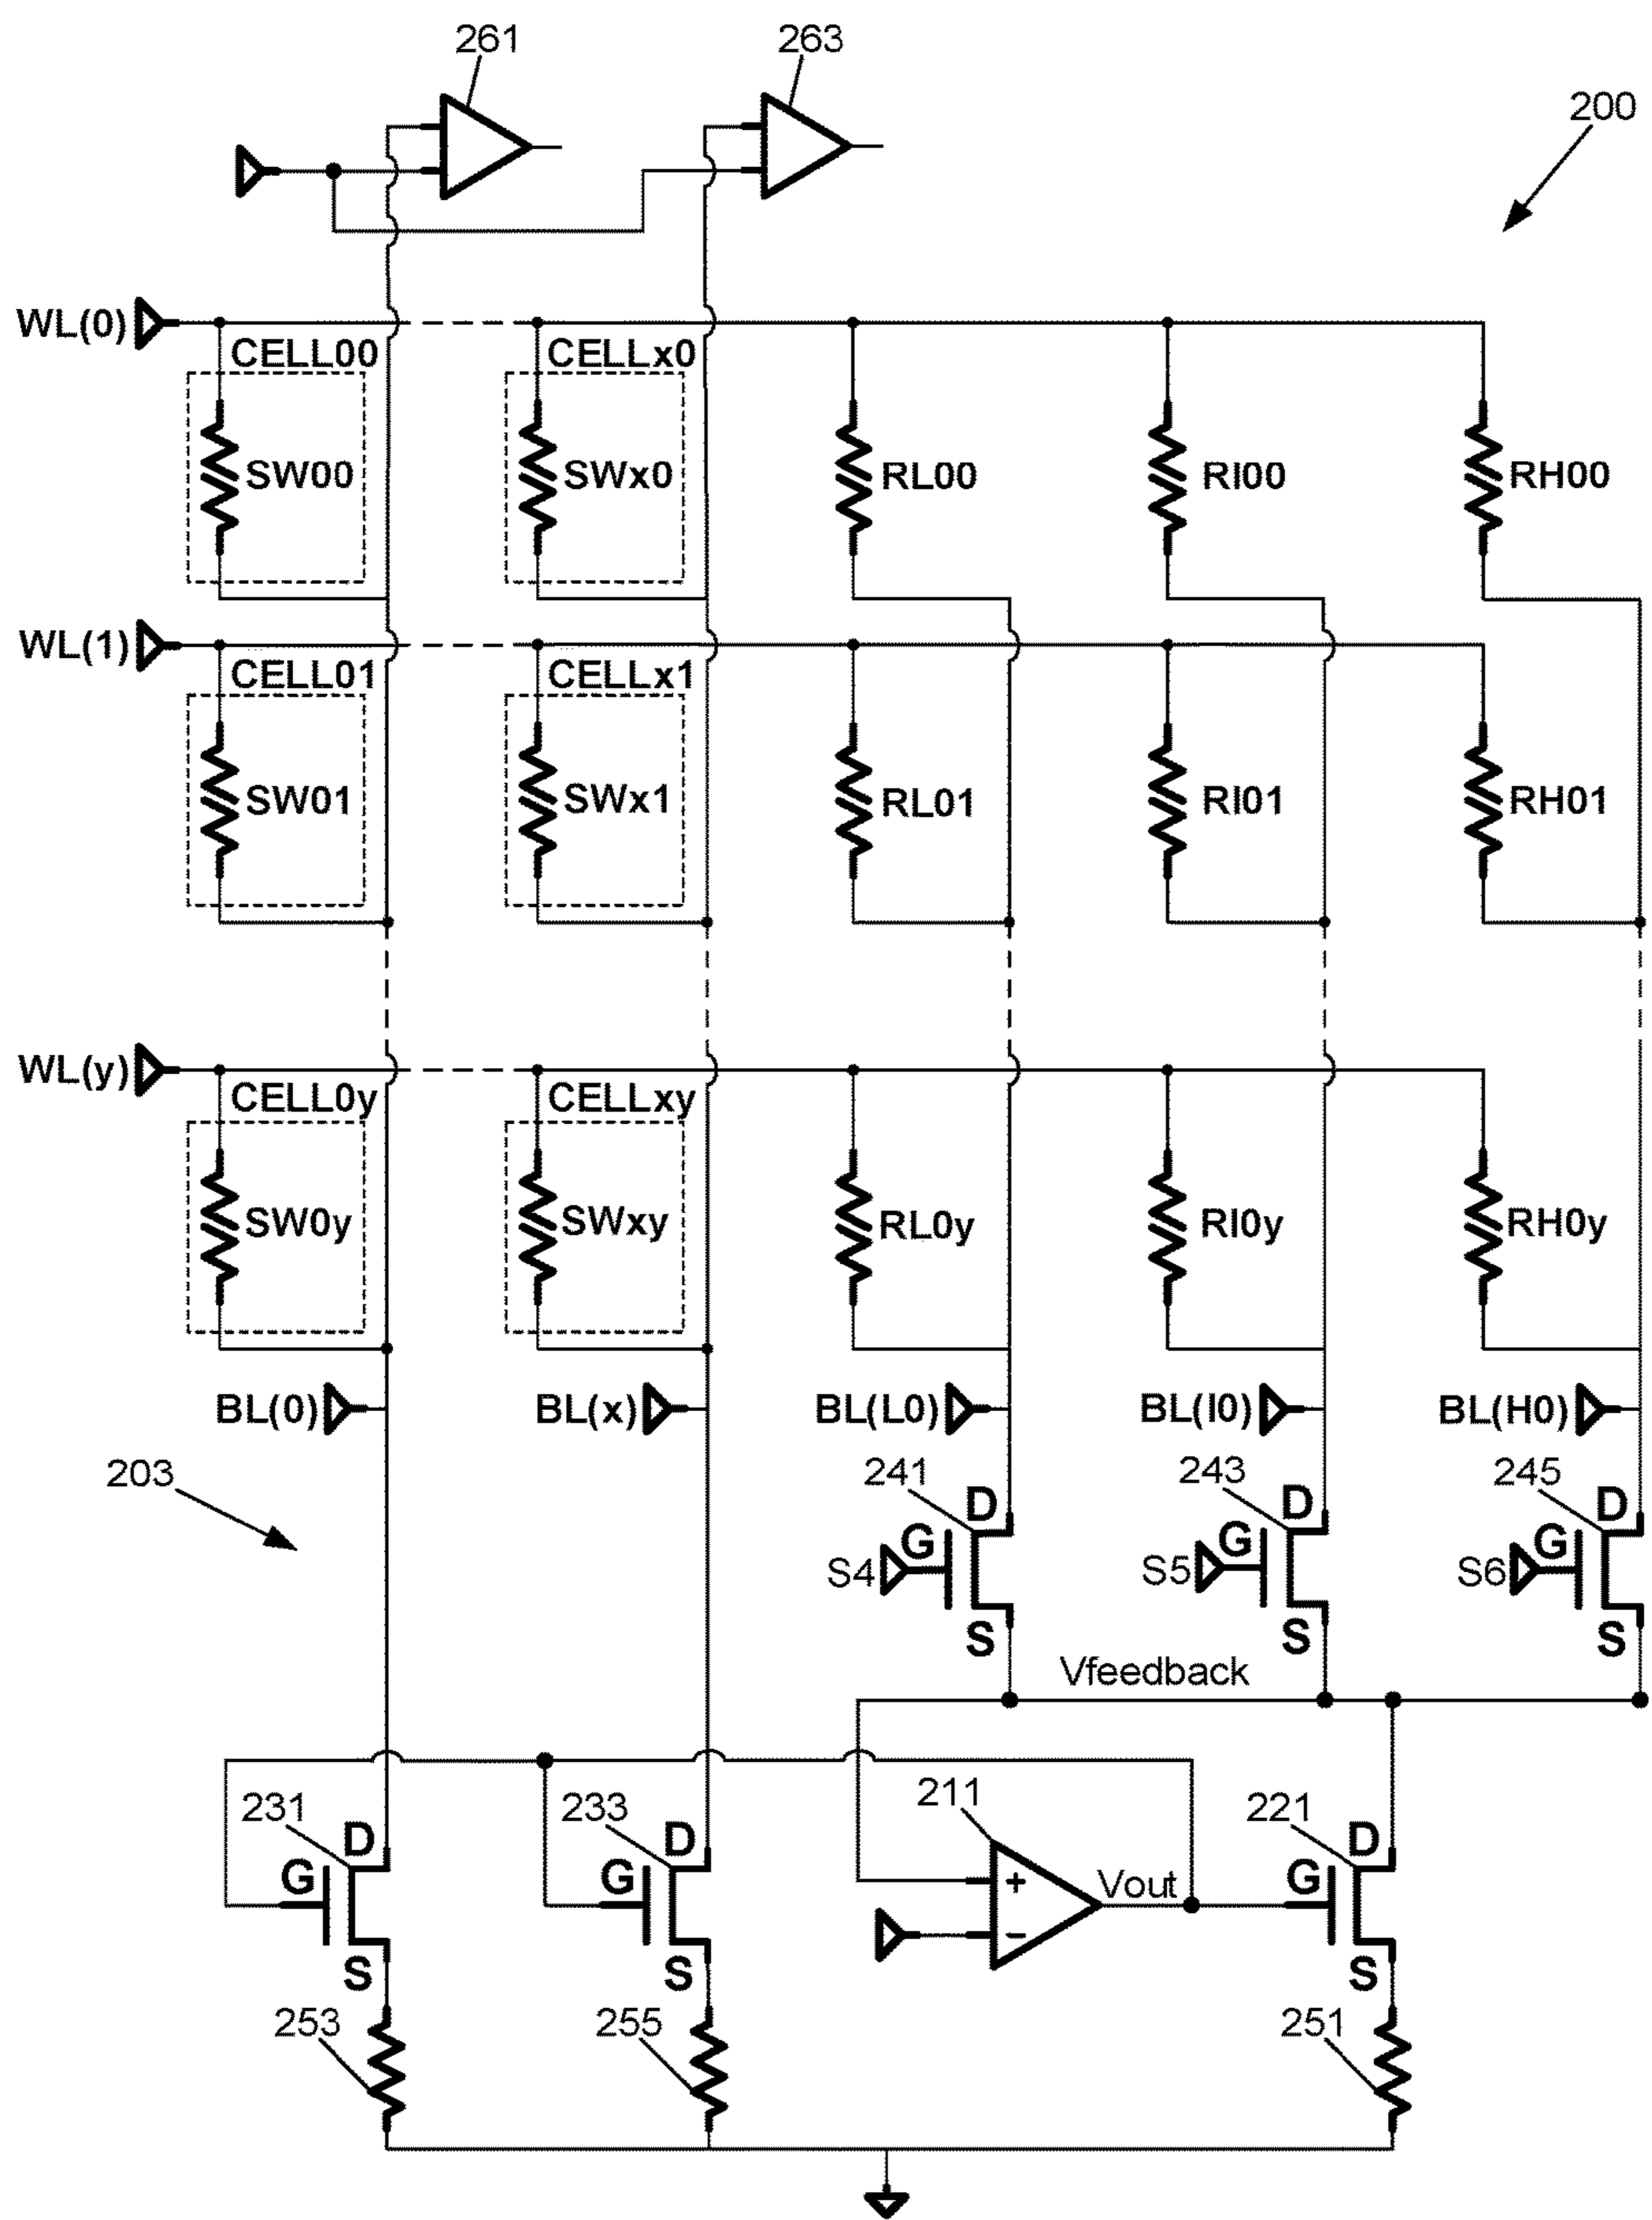 261 263
200
WL(0)
CELL00 CELLx0
SW00 SWx0 RL00 RI00 RH00
WL(1)
CELL01 CELLx1
SW01 SWx1 RL01 RI01 RH01
WL(y)
CELL0y CELLxy
SW0y SWxy RL0y RI0y RH0y
BL(0) BL(x) BL(L0) BL(I0) BL(H0)
203 241 243 245
D D D
G G G
S4 S5 S6
S S S
Vfeedback
231 233 211 221
D D D
G G + Vout G
−
S S S
253 255 251